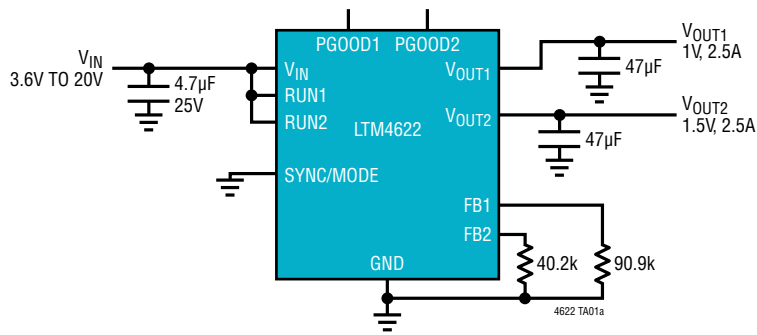 PGOOD1 PGOOD2
VIN
3.6V TO 20V
4.7µF
25V
VIN
RUN1
RUN2
SYNC/MODE
LTM4622
VOUT1
VOUT2
FB1
FB2
GND
47µF
VOUT1
1V, 2.5A
47µF
VOUT2
1.5V, 2.5A
40.2k
90.9k
4622 TA01a